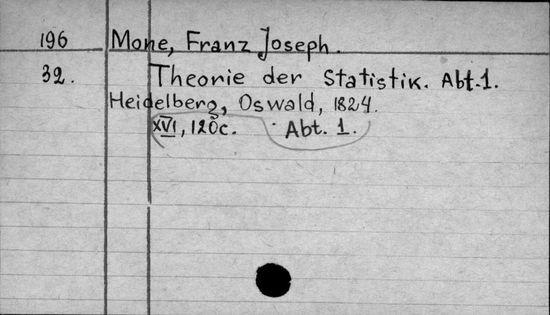 196 Mone, Franz Joseph.
32. Theorie der Statistik. Abt. 1.
Heidelberg, Oswald, 1824.
XVI, 120 c. Abt. 1.